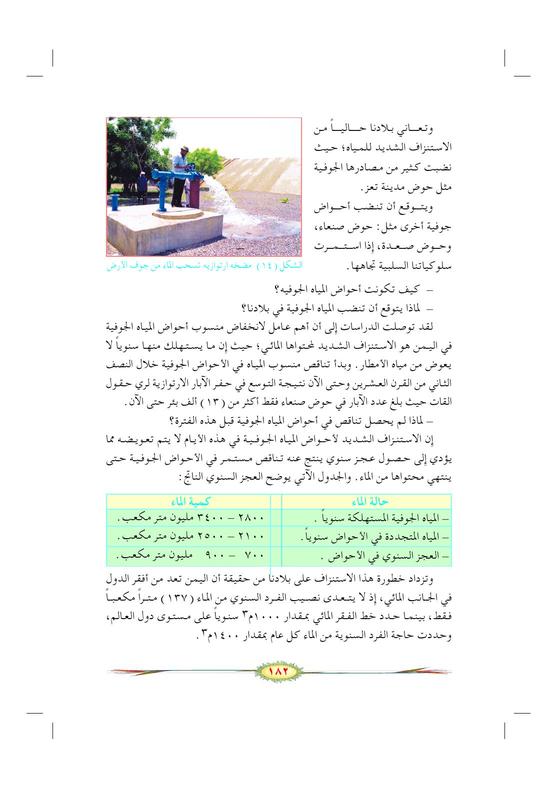 وتعــاني بـلادنا حــاليــاً مـن
الاستنزاف الشديد للمياه؛ حيث
نضبت كثير من مصادرها الجوفية
مثل حوض مدينة تعز.
ويتــوقـع أن تنـضب أحـــواض
جوفية أخرى مثل: حوض صنعاء،
وحـوض صـعــدة، إذا استـمــرت
سلوكياتنا السلبية تجاهها.
الشكل (١٤) مضخة ارتوازية تسحب الماء من جوف الأرض
– كيف تكونت أحواض المياه الجوفيه؟
– لماذا يتوقع أن تنضب المياه الجوفية في بلادنا؟
لقد توصلت الدراسات إلى أن أهم عامل لانخفاض منسوب أحواض المياه الجوفية
في اليمن هو الاستنزاف الشديد لمحتواها المائي؛ حيث إن ما يستهلك منها سنوياً لا
يعوض من مياه الأمطار. وبدأ تناقص منسوب المياه في الأحواض الجوفية خلال النصف
الثاني من القرن العشرين وحتى الآن نتيجة التوسع في حفر الآبار الارتوازية لري حقول
القات حيث بلغ عدد الآبار في حوض صنعاء فقط أكثر من (١٣) ألف بئر حتى الآن.
– لماذا لم يحصل تناقص في أحواض المياه الجوفية قبل هذه الفترة؟
إن الاستنزاف الشديد لأحواض المياه الجوفية في هذه الأيام لا يتم تعويضه مما
يؤدي إلى حصول عجز سنوي ينتج عنه تناقص مستمر في الأحواض الجوفية حتى
ينتهي محتواها من الماء. والجدول الآتي يوضح العجز السنوي الناتج:
حالة الماء كمية الماء
– المياه الجوفية المستهلكة سنوياً . ٢٨٠٠ – ٣٤٠٠ مليون متر مكعب.
– المياه المتجددة في الأحواض سنوياً. ٢١٠٠ – ٢٥٠٠ مليون متر مكعب.
– العجز السنوي في الأحواض . ٧٠٠ – ٩٠٠ مليون متر مكعب.
وتزداد خطورة هذا الاستنزاف على بلادنا من حقيقة أن اليمن تعد من أفقر الدول
في الجانب المائي، إذ لا يتعدى نصيب الفرد السنوي من الماء (١٣٧) متراً مكعباً
فقط، بينما حدد خط الفقر المائي بمقدار ١٠٠٠م٣ سنوياً على مستوى دول العالم،
وحددت حاجة الفرد السنوية من الماء كل عام بمقدار ١٤٠٠م٣.
١٨٢